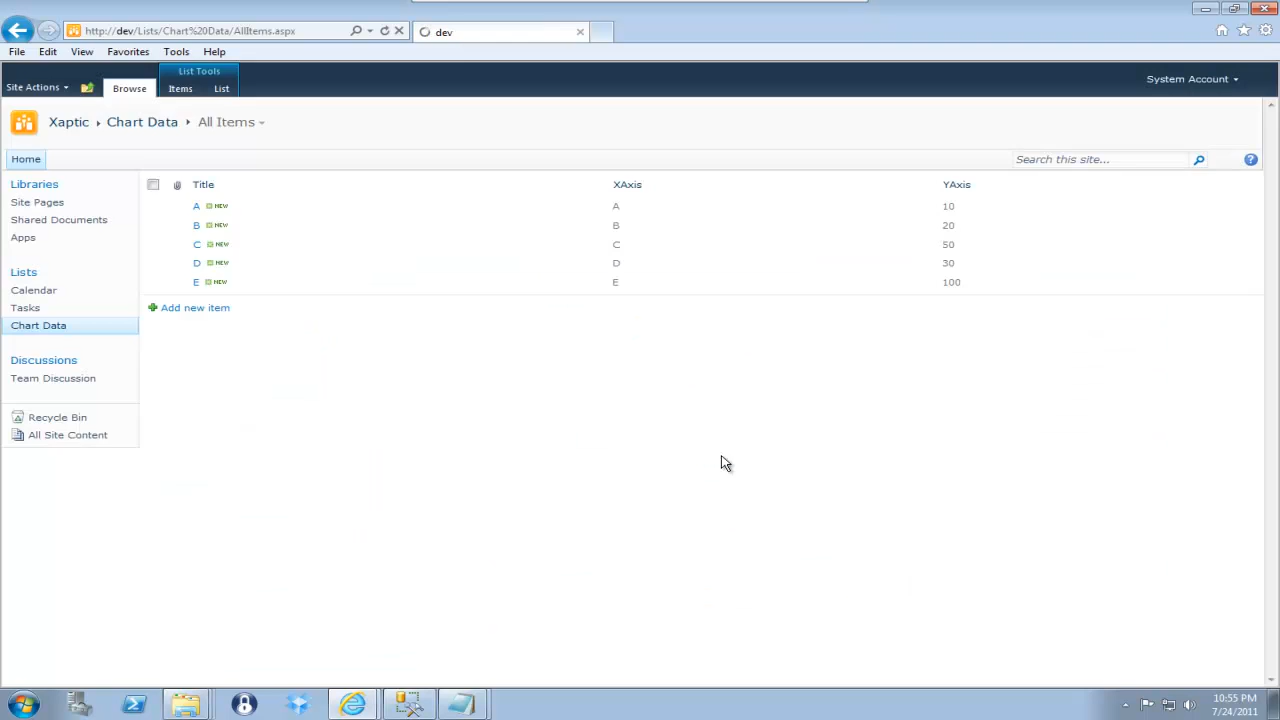 http://dev/Lists/Chart%20Data/AllItems.aspx
dev
File Edit View Favorites Tools Help
List Tools
Site Actions Browse Items List System Account
Xaptic Chart Data All Items
Home Search this site...
Libraries
Site Pages
Shared Documents
Apps
Lists
Calendar
Tasks
Chart Data
Discussions
Team Discussion
Recycle Bin
All Site Content
Title XAxis YAxis
A NEW A 10
B NEW B 20
C NEW C 50
D NEW D 30
E NEW E 100
Add new item
10:55 PM
7/24/2011